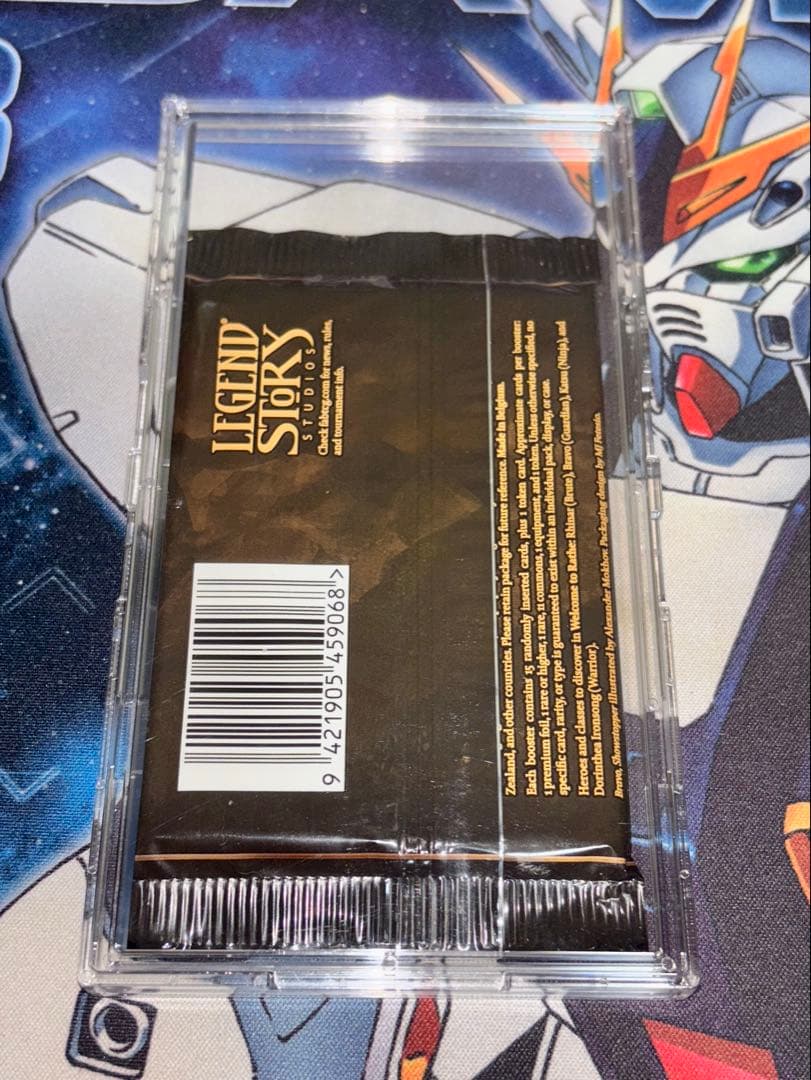 LEGEND
STORY
STUDIOS
Check fabtcg.com for news, rules,
and tournament info.
9 421905 459068 >
Zealand, and other countries. Please retain package for future reference. Made in Belgium.
Each booster contains 15 randomly inserted cards, plus 1 token card. Approximate cards per booster:
1 premium foil, 1 rare or higher, 1 rare, 11 commons, 1 equipment, and 1 token. Unless otherwise specified, no
specific card, rarity, or type is guaranteed to exist within an individual pack, display, or case.
Heroes and classes to discover in Welcome to Rathe: Rhinar (Brute), Bravo (Guardian), Katsu (Ninja), and
Dorinthea Ironsong (Warrior).
Bravo, Showstopper illustrated by Alexander Mokhov. Packaging design by MJ Fetesio.